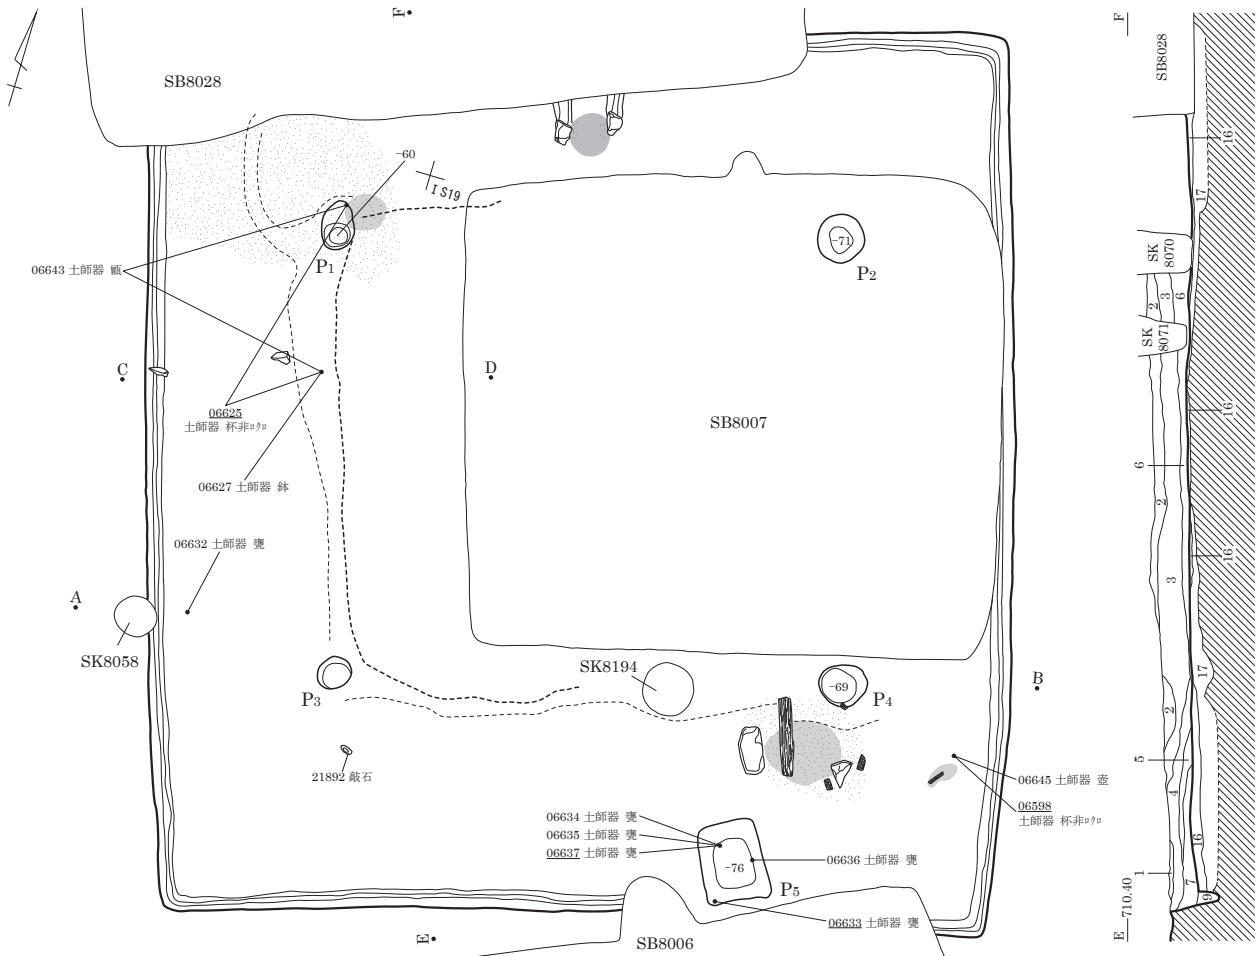 F
SB8028
-60
I S19
06643 土師器 甑
P1
-71
P2
C
D
06625
土師器 杯非ロクロ
SB8007
06627 土師器 鉢
06632 土師器 甕
A
SK8058
SK8194
P3
-69
P4
B
21892 敲石
06645 土師器 壺
06598
土師器 杯非ロクロ
06634 土師器 甕
06635 土師器 甕
06637 土師器 甕
-76
06636 土師器 甕
P5
06633 土師器 甕
E
SB8006
F
SB8028
16
17
SK
8070
2
3
6
SK
8071
16
6
2
16
3
17
2
5
4
16
1
7
9
E
710.40